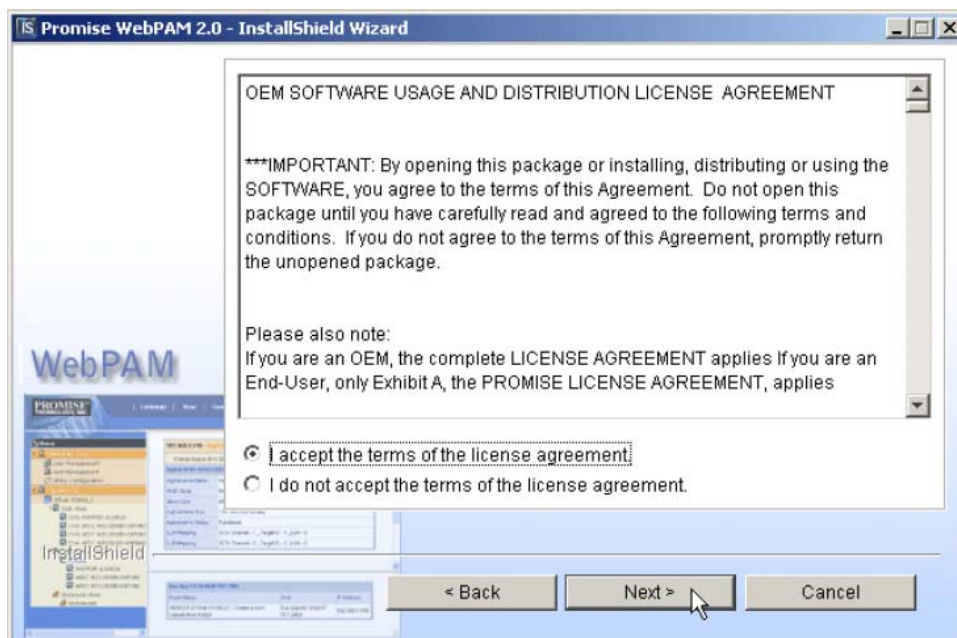 Promise WebPAM 2.0 - InstallShield Wizard
OEM SOFTWARE USAGE AND DISTRIBUTION LICENSE AGREEMENT
***IMPORTANT: By opening this package or installing, distributing or using the
SOFTWARE, you agree to the terms of this Agreement. Do not open this
package until you have carefully read and agreed to the following terms and
conditions. If you do not agree to the terms of this Agreement, promptly return
the unopened package.
Please also note:
If you are an OEM, the complete LICENSE AGREEMENT applies If you are an
End-User, only Exhibit A, the PROMISE LICENSE AGREEMENT, applies
WebPAM
PROMISE
I accept the terms of the license agreement.
I do not accept the terms of the license agreement.
InstallShield
< Back
Next >
Cancel